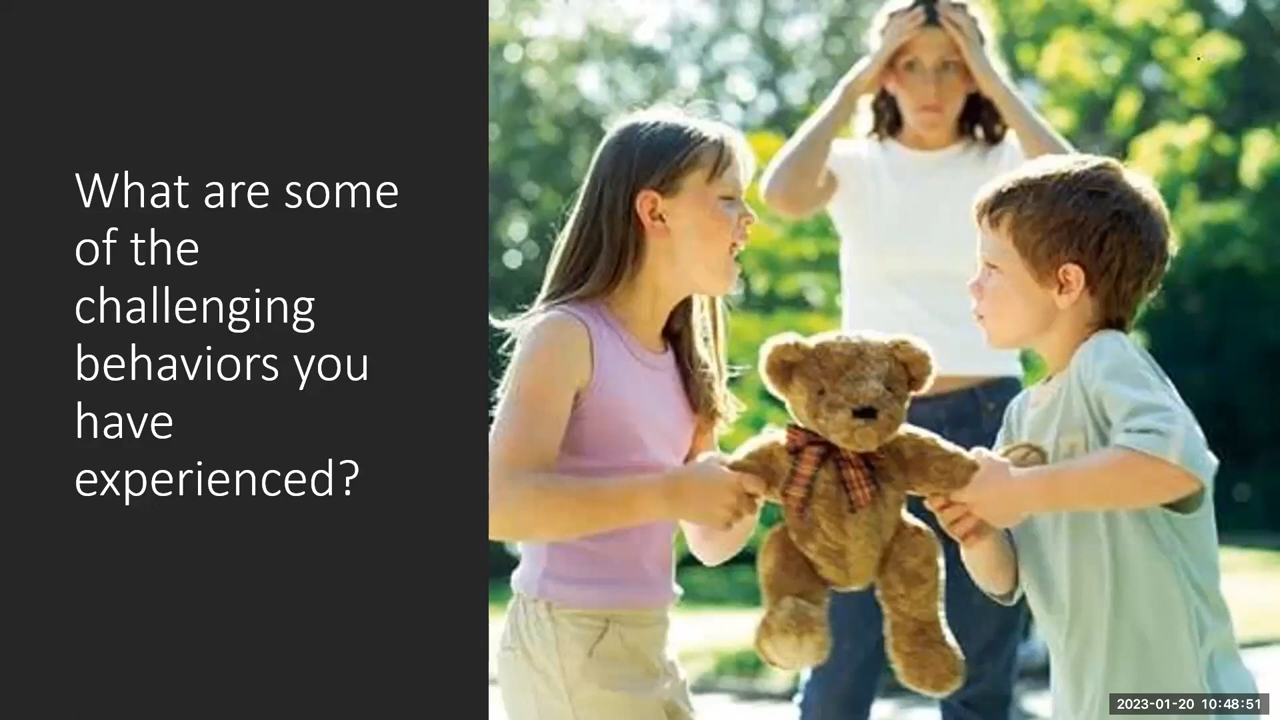 What are some
of the
challenging
behaviors you
have
experienced?
2023-01-20 10:48:51